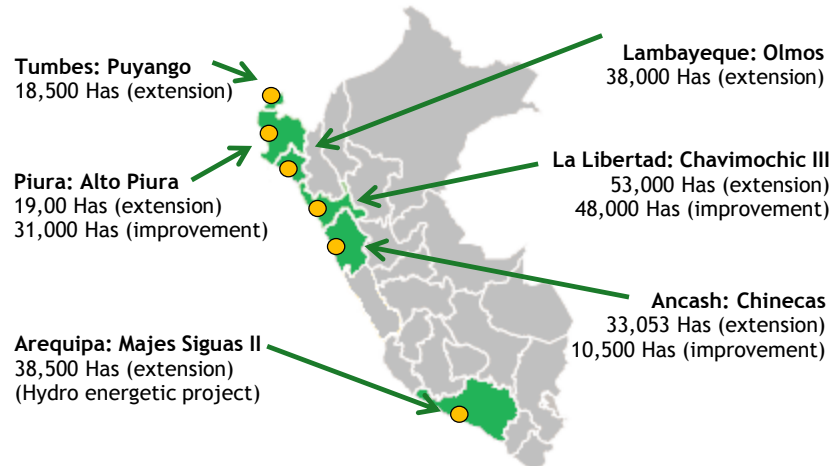 Tumbes: Puyango
18,500 Has (extension)
Lambayeque: Olmos
38,000 Has (extension)
Piura: Alto Piura
19,00 Has (extension)
31,000 Has (improvement)
La Libertad: Chavimochic III
53,000 Has (extension)
48,000 Has (improvement)
Ancash: Chinecas
33,053 Has (extension)
10,500 Has (improvement)
Arequipa: Majes Siguas II
38,500 Has (extension)
(Hydro energetic project)